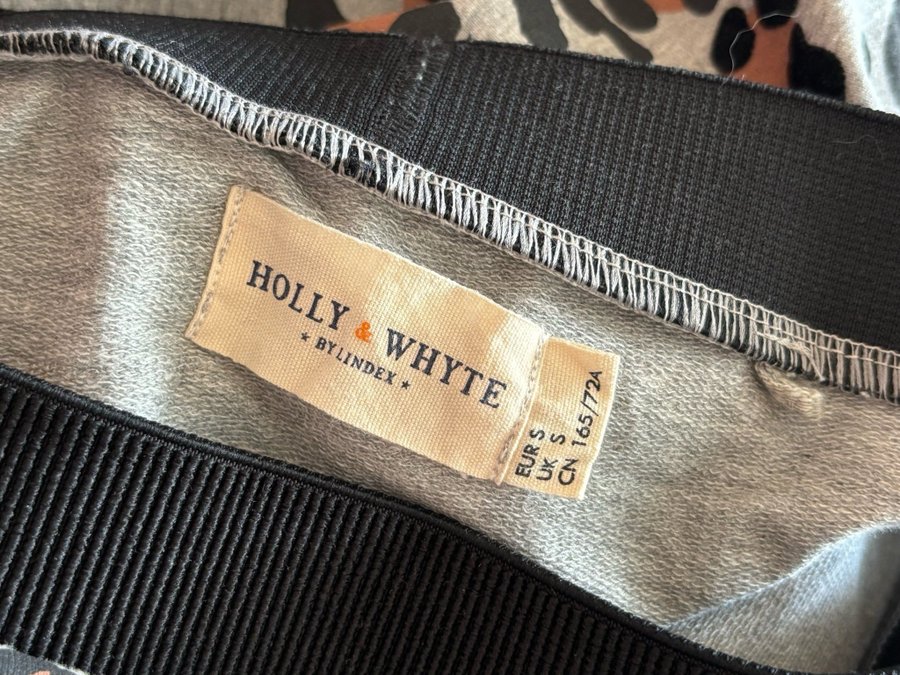 HOLLY & WHYTE
★ BY LINDEX ★
EUR S
UK S
CN 165/72A